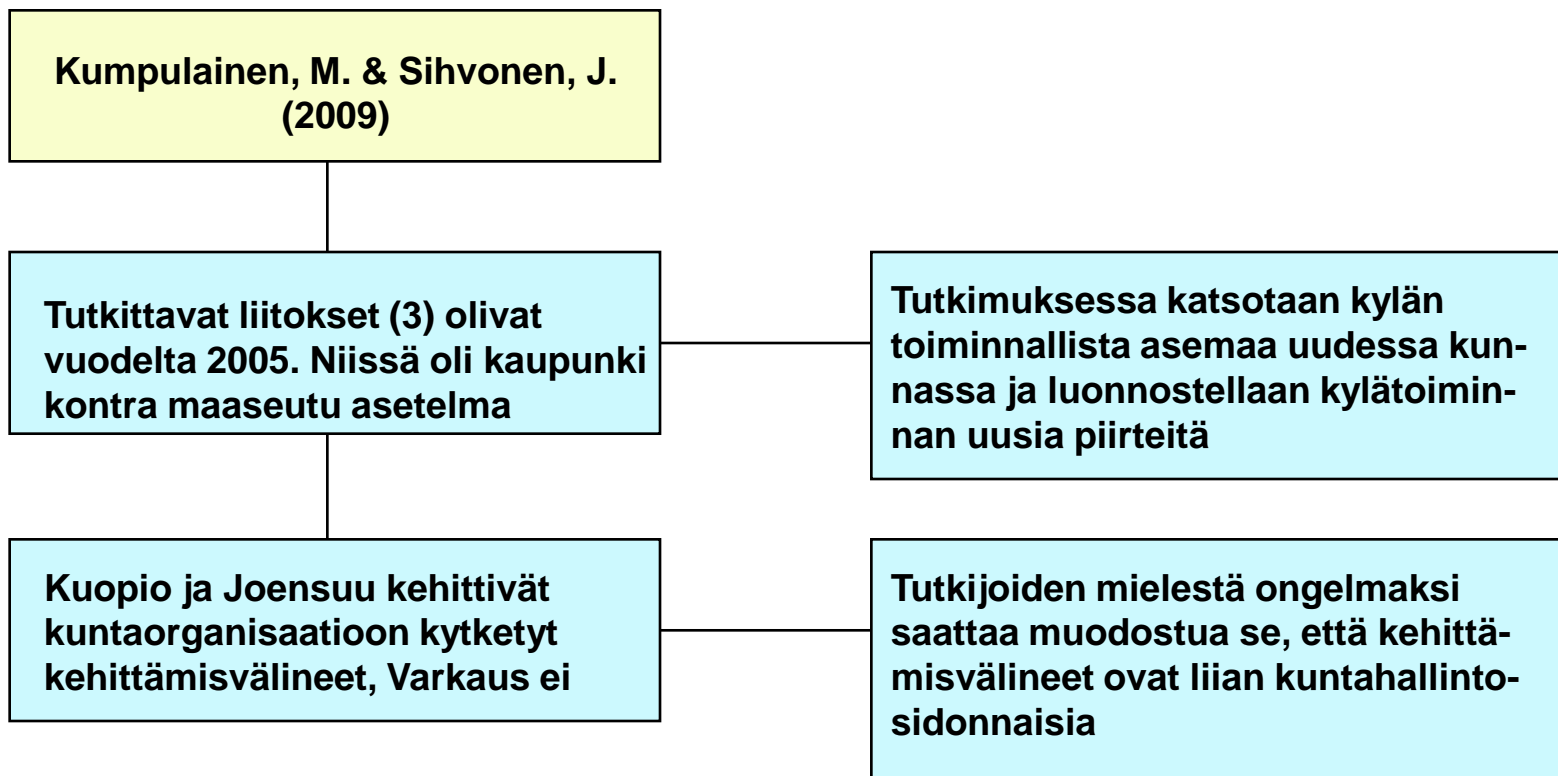 Kumpulainen, M. & Sihvonen, J.
(2009)
Tutkittavat liitokset (3) olivat
vuodelta 2005. Niissä oli kaupunki
kontra maaseutu asetelma
Tutkimuksessa katsotaan kylän
toiminnallista asemaa uudessa kun-
nassa ja luonnostellaan kylätoimin-
nan uusia piirteitä
Kuopio ja Joensuu kehittivät
kuntaorganisaatioon kytketyt
kehittämisvälineet, Varkaus ei
Tutkijoiden mielestä ongelmaksi
saattaa muodostua se, että kehittä-
misvälineet ovat liian kuntahallinto-
sidonnaisia